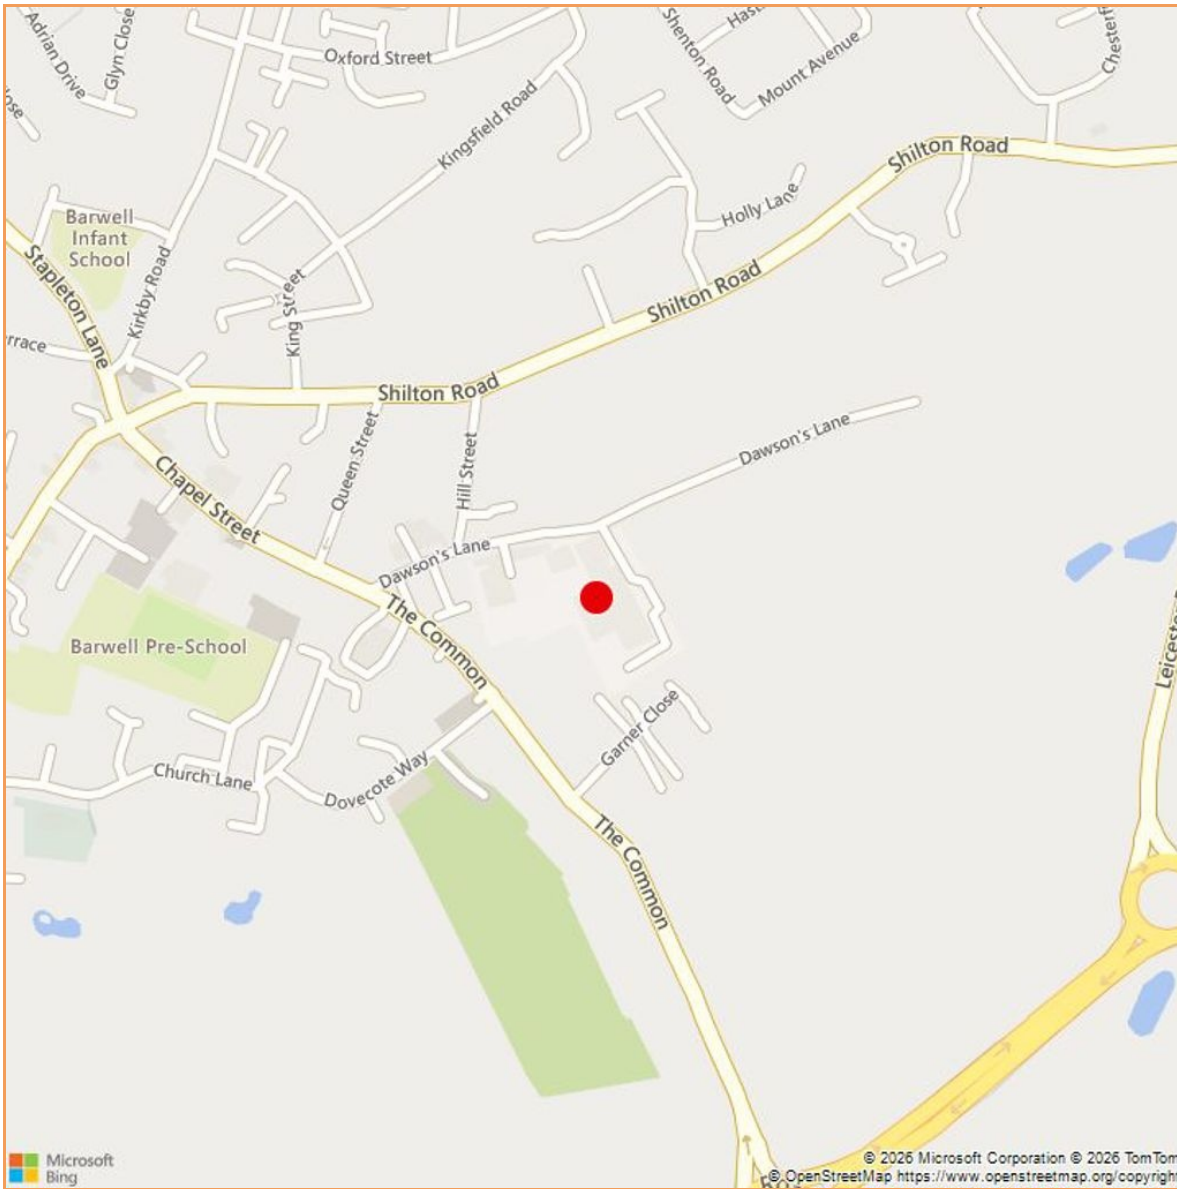 Adrian Drive
Glyn Close
Oxford Street
Kingsfield Road
Shenton Road
Mount Avenue
Shilton Road
Barwell
Infant
School
Holly Lane
Stapleton Lane
Kirkby Road
King Street
Shilton Road
Shilton Road
Dawson's Lane
Queen Street
Hill Street
Chapel Street
Dawson's Lane
The Common
Barwell Pre-School
Garner Close
Church Lane
Dovecote Way
The Common
Microsoft
Bing
© 2026 Microsoft Corporation © 2026 TomTom
© OpenStreetMap https://www.openstreetmap.org/copyright